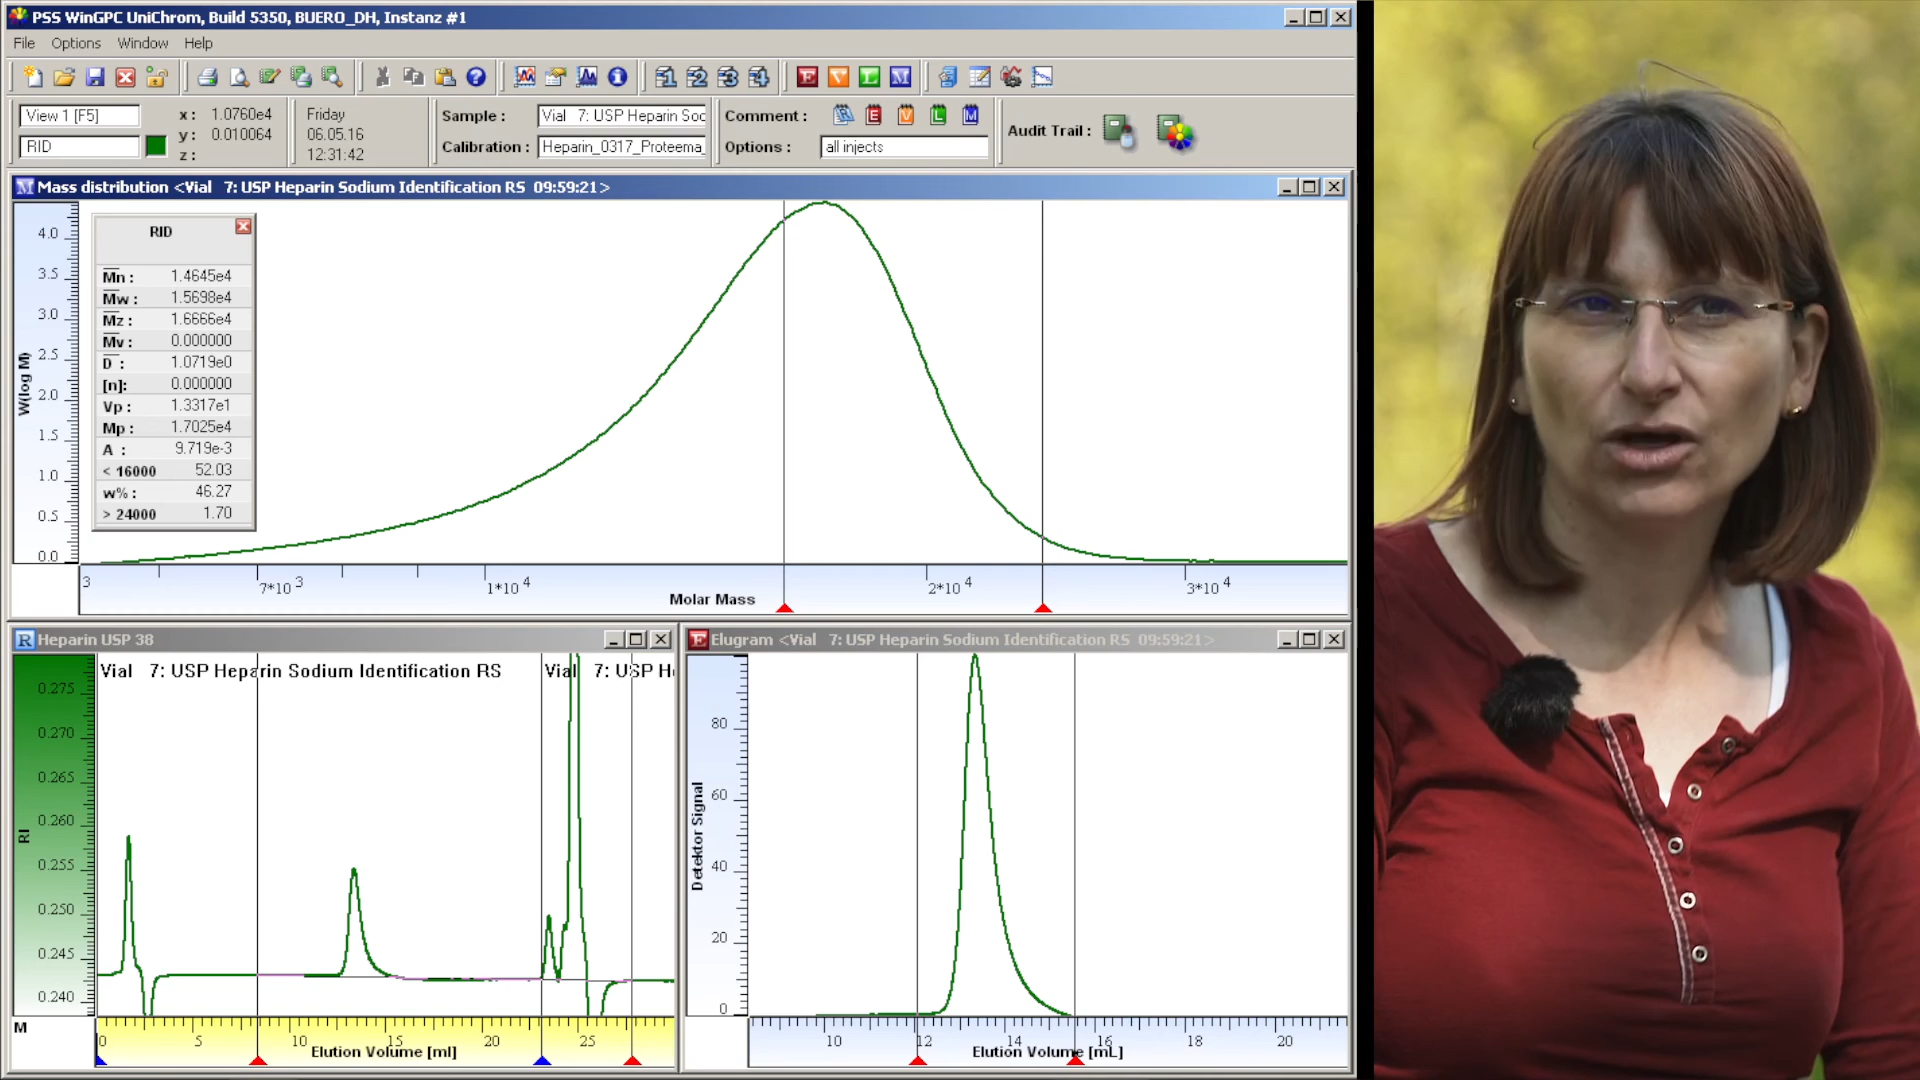 PSS WinGPC UniChrom, Build 5350, BUERO_DH, Instanz #1
File Options Window Help
1 2 3 4 E V L M
View 1 [F5] x: 1.0760e4 Friday Sample : Vial 7: USP Heparin Soc Comment : R E V L M
y: 0.010064 06.05.16 Audit Trail :
RID z: 12:31:42 Calibration : Heparin_0317_Proteema_ Options : all injects
M Mass distribution <Vial 7: USP Heparin Sodium Identification RS 09:59:21>
RID
Mn : 1.4645e4
Mw : 1.5698e4
Mz : 1.6666e4
Mv : 0.000000
D : 1.0719e0
[n]: 0.000000
Vp : 1.3317e1
Mp : 1.7025e4
A : 9.719e-3
< 16000 52.03
w% : 46.27
> 24000 1.70
W(log M)
4.0
3.5
3.0
2.5
2.0
1.5
1.0
0.5
0.0
3 7*10 3 1*10 4 2*10 4 3*10 4
Molar Mass
R Heparin USP 38
Vial 7: USP Heparin Sodium Identification RS Vial 7: USP H
RI
0.275
0.270
0.265
0.260
0.255
0.250
0.245
0.240
M
0 5 10 15 20 25
Elution Volume [ml]
E Elugram <Vial 7: USP Heparin Sodium Identification RS 09:59:21>
Detektor Signal
80
60
40
20
0
10 12 14 16 18 20
Elution Volume [mL]